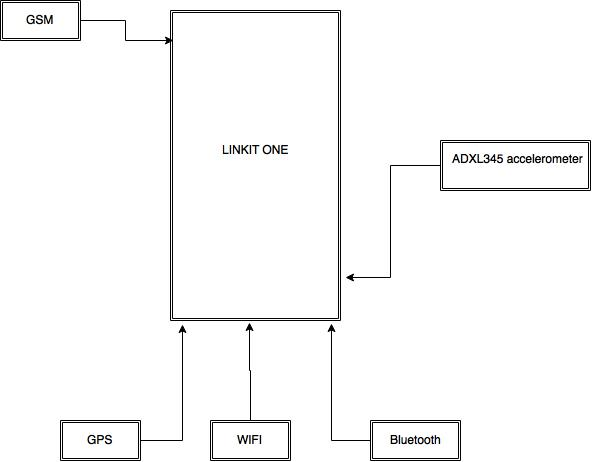 GSM
LINKIT ONE
ADXL345 accelerometer
GPS
WIFI
Bluetooth